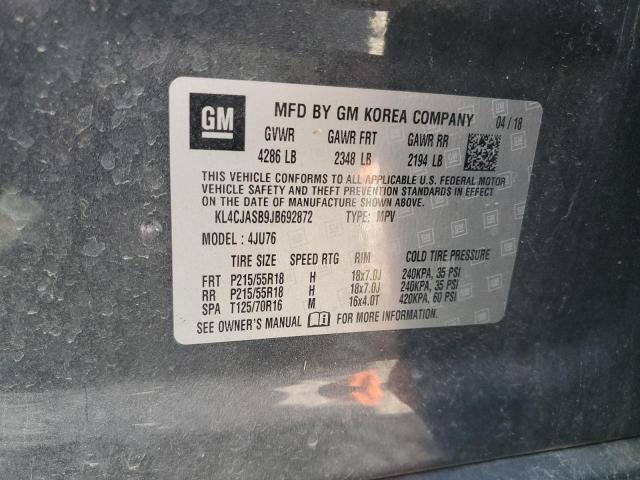 GM
MFD BY GM KOREA COMPANY 04 / 18
GVWR GAWR FRT GAWR RR
4286 LB 2348 LB 2194 LB
THIS VEHICLE CONFORMS TO ALL APPLICABLE U.S. FEDERAL MOTOR
VEHICLE SAFETY AND THEFT PREVENTION STANDARDS IN EFFECT
ON THE DATE OF MANUFACTURE SHOWN ABOVE.
KL4CJASB9JB692872 TYPE: MPV
MODEL : 4JU76
TIRE SIZE SPEED RTG RIM COLD TIRE PRESSURE
FRT P215/55R18 H 18x7.0J 240KPA, 35 PSI
RR P215/55R18 H 18x7.0J 240KPA, 35 PSI
SPA T125/70R16 M 16x4.0T 420KPA, 60 PSI
SEE OWNER'S MANUAL FOR MORE INFORMATION.